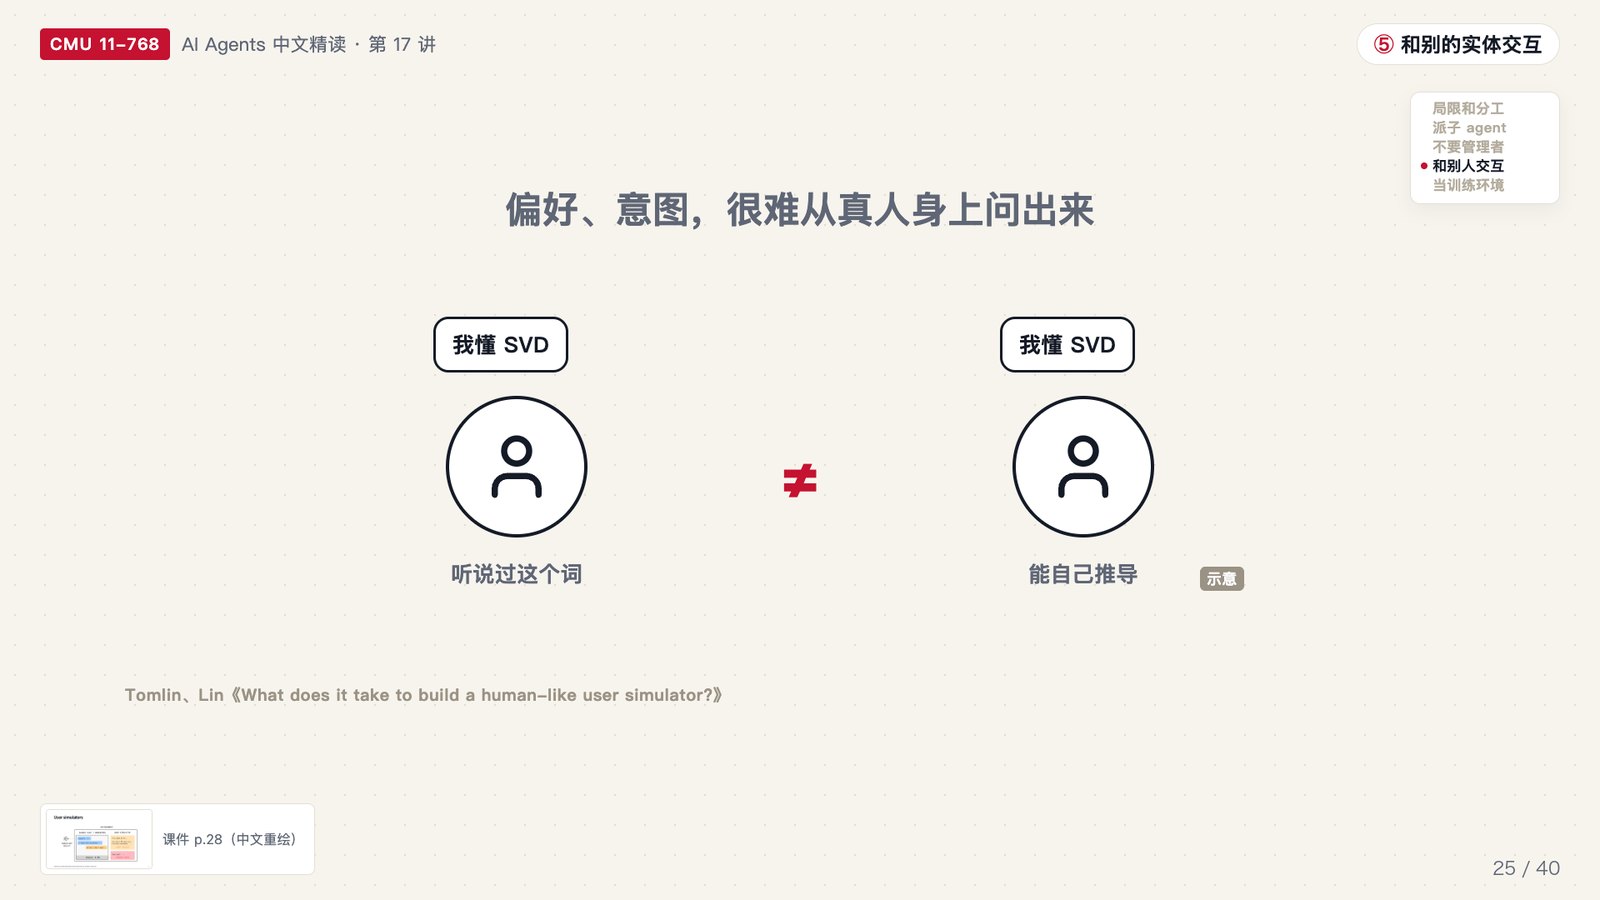 CMU 11-768 AI Agents 中文精读 · 第 17 讲
⑤ 和别的实体交互
局限和分工
派子 agent
不要管理者
和别人交互
当训练环境
偏好、意图，很难从真人身上问出来
我懂 SVD
我懂 SVD
≠
听说过这个词
能自己推导
示意
Tomlin、Lin《What does it take to build a human-like user simulator?》
User simulators
课件 p.28（中文重绘）
25 / 40